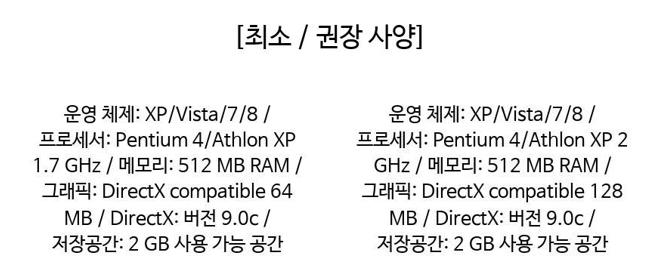 [최소 / 권장 사양]
운영 체제: XP/Vista/7/8 /
프로세서: Pentium 4/Athlon XP
1.7 GHz / 메모리: 512 MB RAM /
그래픽: DirectX compatible 64
MB / DirectX: 버전 9.0c /
저장공간: 2 GB 사용 가능 공간
운영 체제: XP/Vista/7/8 /
프로세서: Pentium 4/Athlon XP 2
GHz / 메모리: 512 MB RAM /
그래픽: DirectX compatible 128
MB / DirectX: 버전 9.0c /
저장공간: 2 GB 사용 가능 공간